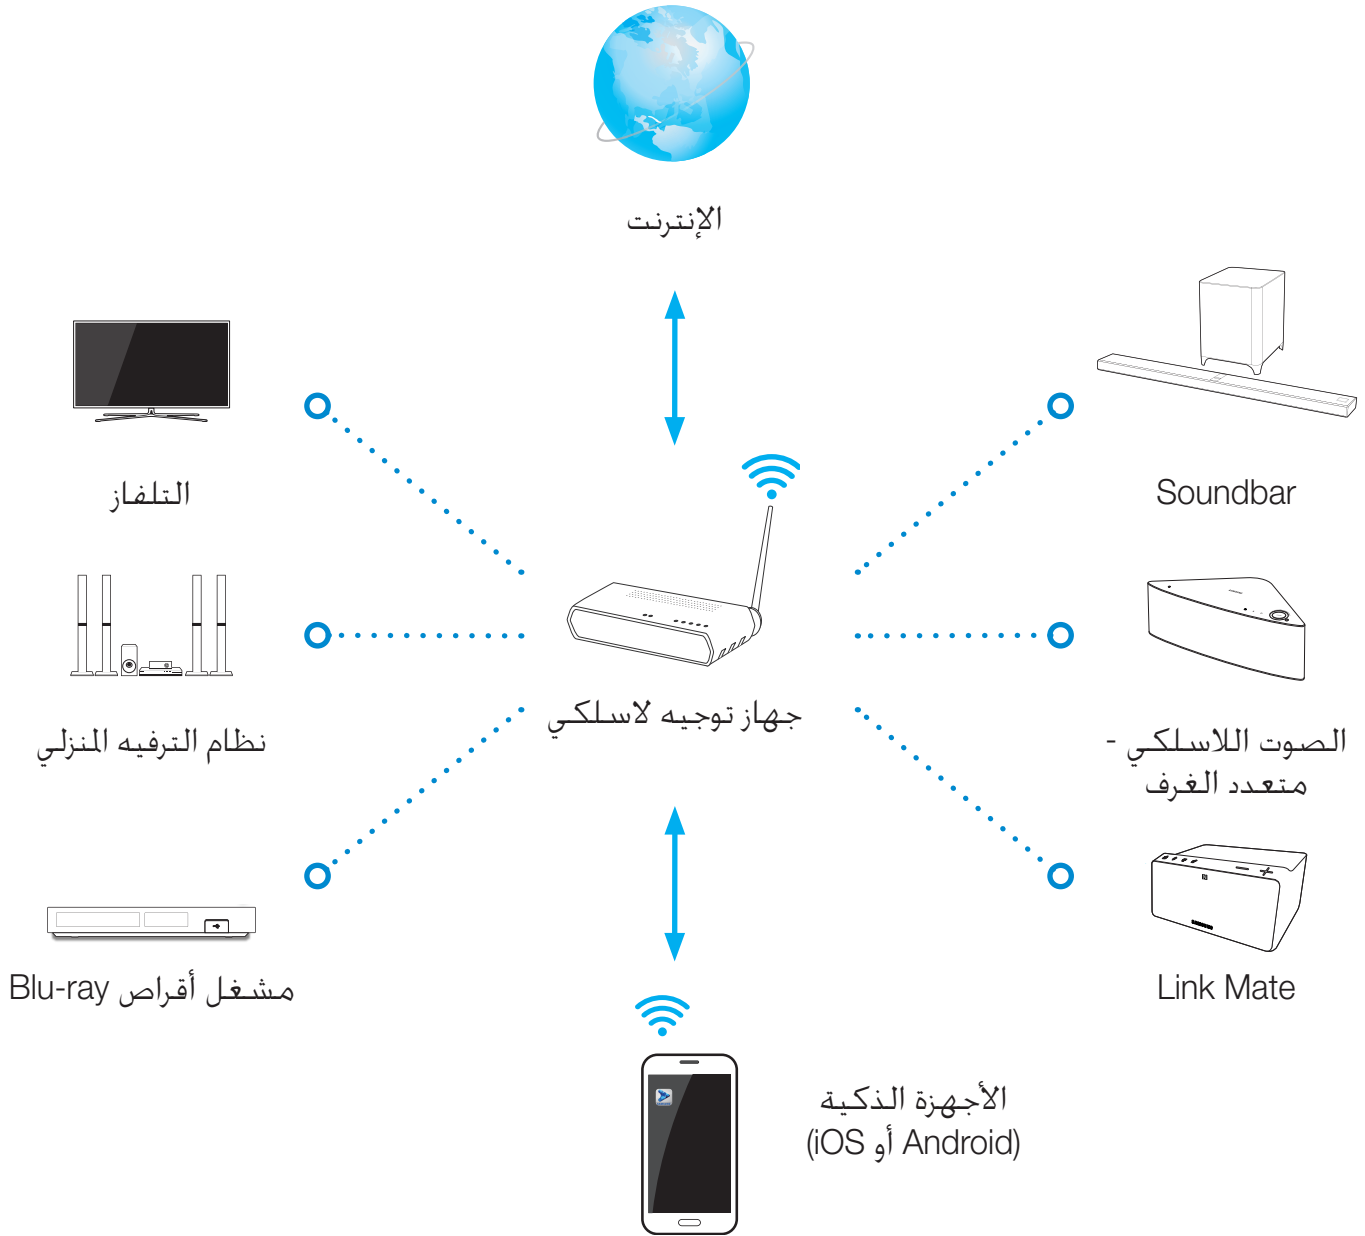 الإنترنت
التلفاز
Soundbar
نظام الترفيه المنزلي
جهاز توجيه لاسلكي
الصوت اللاسلكي -
متعدد الغرف
مشغل أقراص Blu-ray
Link Mate
الأجهزة الذكية
(Android أو iOS)